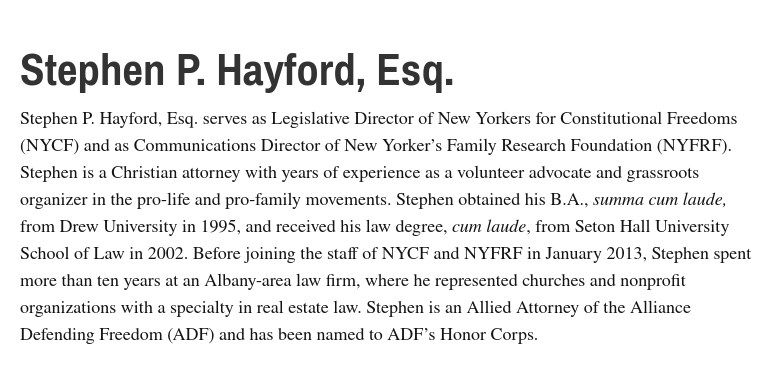 Stephen P. Hayford, Esq.
Stephen P. Hayford, Esq. serves as Legislative Director of New Yorkers for Constitutional Freedoms
(NYCF) and as Communications Director of New Yorker’s Family Research Foundation (NYFRF).
Stephen is a Christian attorney with years of experience as a volunteer advocate and grassroots
organizer in the pro-life and pro-family movements. Stephen obtained his B.A., summa cum laude,
from Drew University in 1995, and received his law degree, cum laude, from Seton Hall University
School of Law in 2002. Before joining the staff of NYCF and NYFRF in January 2013, Stephen spent
more than ten years at an Albany-area law firm, where he represented churches and nonprofit
organizations with a specialty in real estate law. Stephen is an Allied Attorney of the Alliance
Defending Freedom (ADF) and has been named to ADF’s Honor Corps.